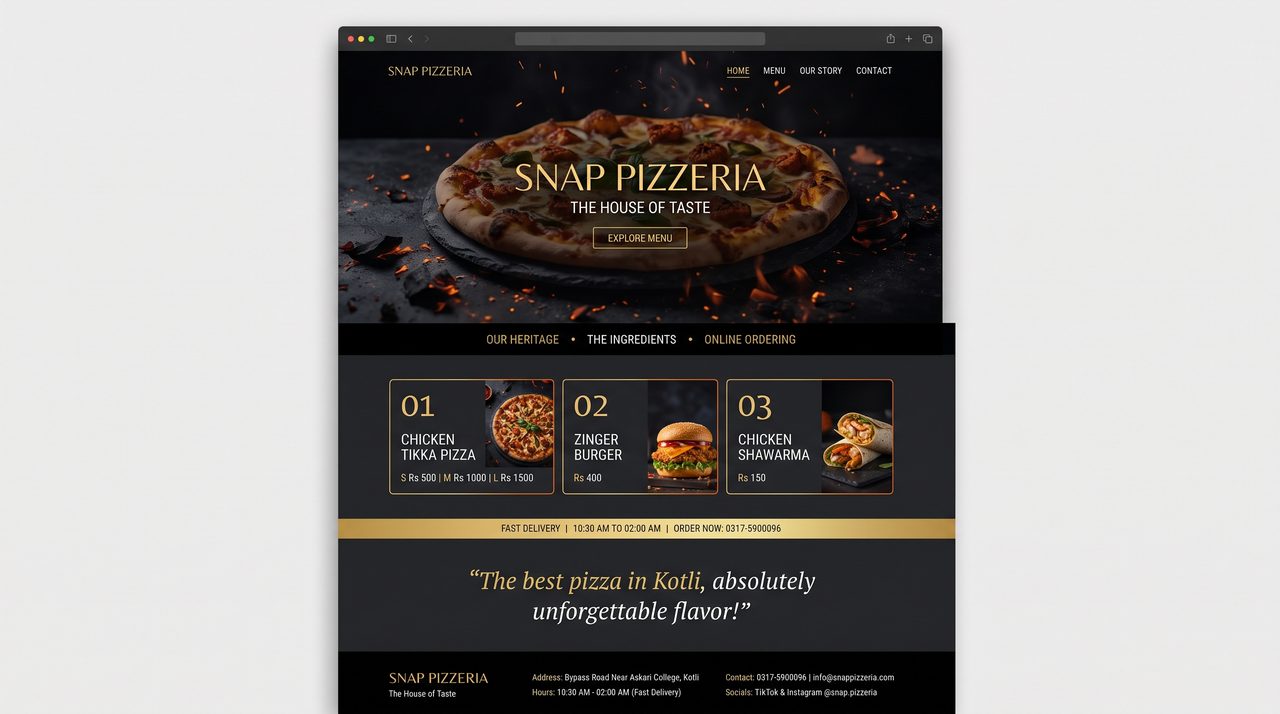 SNAP PIZZERIA
HOME MENU OUR STORY CONTACT
SNAP PIZZERIA
THE HOUSE OF TASTE
EXPLORE MENU
OUR HERITAGE • THE INGREDIENTS • ONLINE ORDERING
01
CHICKEN
TIKKA PIZZA
S Rs 500 | M Rs 1000 | L Rs 1500
02
ZINGER
BURGER
Rs 400
03
CHICKEN
SHAWARMA
Rs 150
FAST DELIVERY | 10:30 AM TO 02:00 AM | ORDER NOW: 0317-5900096
“The best pizza in Kotli, absolutely
unforgettable flavor!”
SNAP PIZZERIA
The House of Taste
Address: Bypass Road Near Askari College, Kotli
Hours: 10:30 AM - 02:00 AM (Fast Delivery)
Contact: 0317-5900096 | info@snappizzeria.com
Socials: TikTok & Instagram @snap.pizzeria